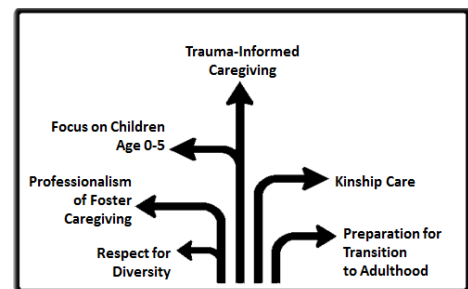 Trauma-Informed
Caregiving
Focus on Children
Age 0-5
Professionalism
of Foster
Caregiving
Kinship Care
Respect for
Diversity
Preparation for
Transition
to Adulthood